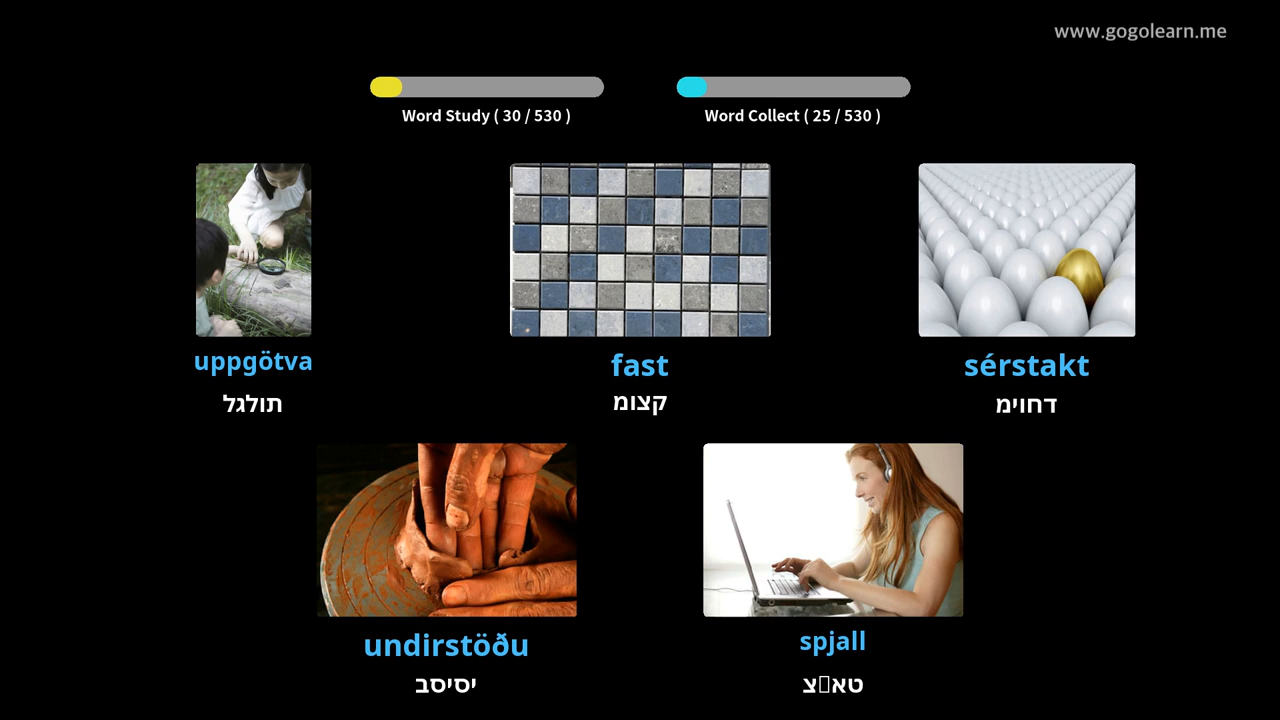 www.gogolearn.me
Word Study ( 30 / 530 )
Word Collect ( 25 / 530 )
uppgötva
תולגל
fast
קצומ
sérstakt
דחוימ
undirstöðu
יסיסב
spjall
טא▯צ